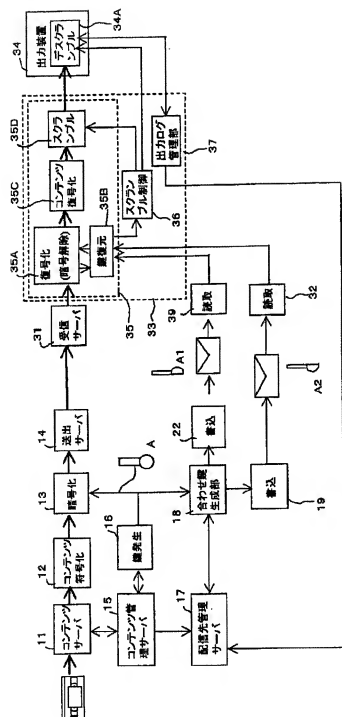 34
出力装置
34A
デスクランブル
35D
スクランブル
35C
コンテンツ
復号化
35A
復号化
(暗号解除)
35B
鍵復元
スクラン
ブル制御
36
出力ログ
管理部
37
35
33
31
受信サーバ
39
読取
32
読取
A1
A2
14
送出サーバ
13
暗号化
12
コンテンツ
符号化
11
コンテンツサーバ
A
16
鍵発生
15
コンテンツ管
理サーバ
22
書込
18
合わせ鍵
生成部
19
書込
17
配信先管理
サーバ